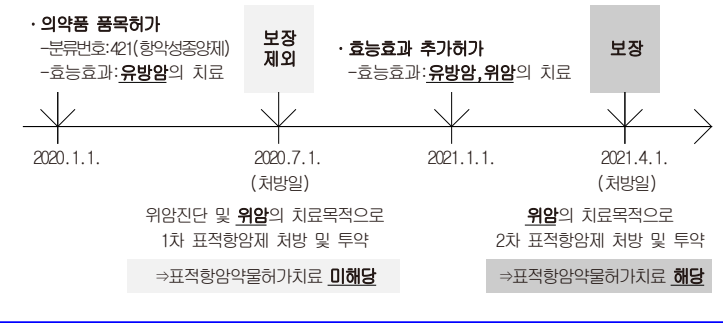 · 의약품 품목허가
-분류번호:421(항악성종양제)
-효능효과:유방암의 치료
보장
제외
· 효능효과 추가허가
-효능효과:유방암,위암의 치료
보장
2020.1.1.
2020.7.1.
(처방일)
2021.1.1.
2021.4.1.
(처방일)
위암진단 및 위암의 치료목적으로
1차 표적항암제 처방 및 투약
⇒표적항암약물허가치료 미해당
위암의 치료목적으로
2차 표적항암제 처방 및 투약
⇒표적항암약물허가치료 해당